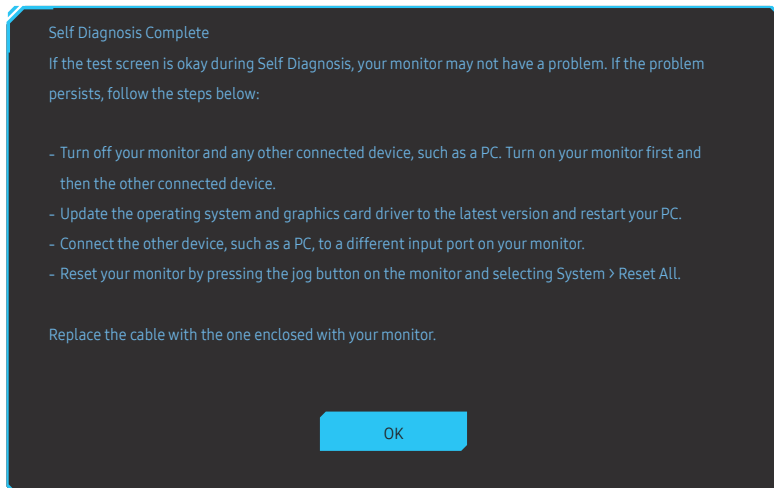 Self Diagnosis Complete
If the test screen is okay during Self Diagnosis, your monitor may not have a problem. If the problem
persists, follow the steps below:
- Turn off your monitor and any other connected device, such as a PC. Turn on your monitor first and
then the other connected device.
- Update the operating system and graphics card driver to the latest version and restart your PC.
- Connect the other device, such as a PC, to a different input port on your monitor.
- Reset your monitor by pressing the jog button on the monitor and selecting System > Reset All.
Replace the cable with the one enclosed with your monitor.
OK